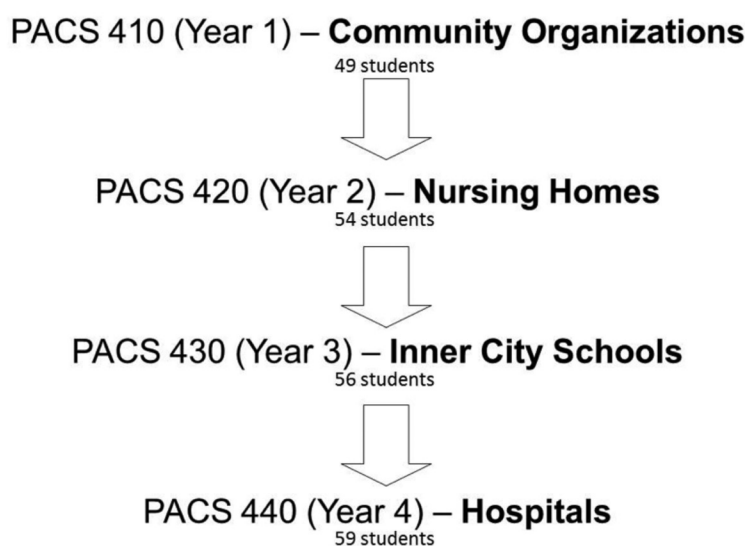 PACS 410 (Year 1) – Community Organizations
49 students
PACS 420 (Year 2) – Nursing Homes
54 students
PACS 430 (Year 3) – Inner City Schools
56 students
PACS 440 (Year 4) – Hospitals
59 students